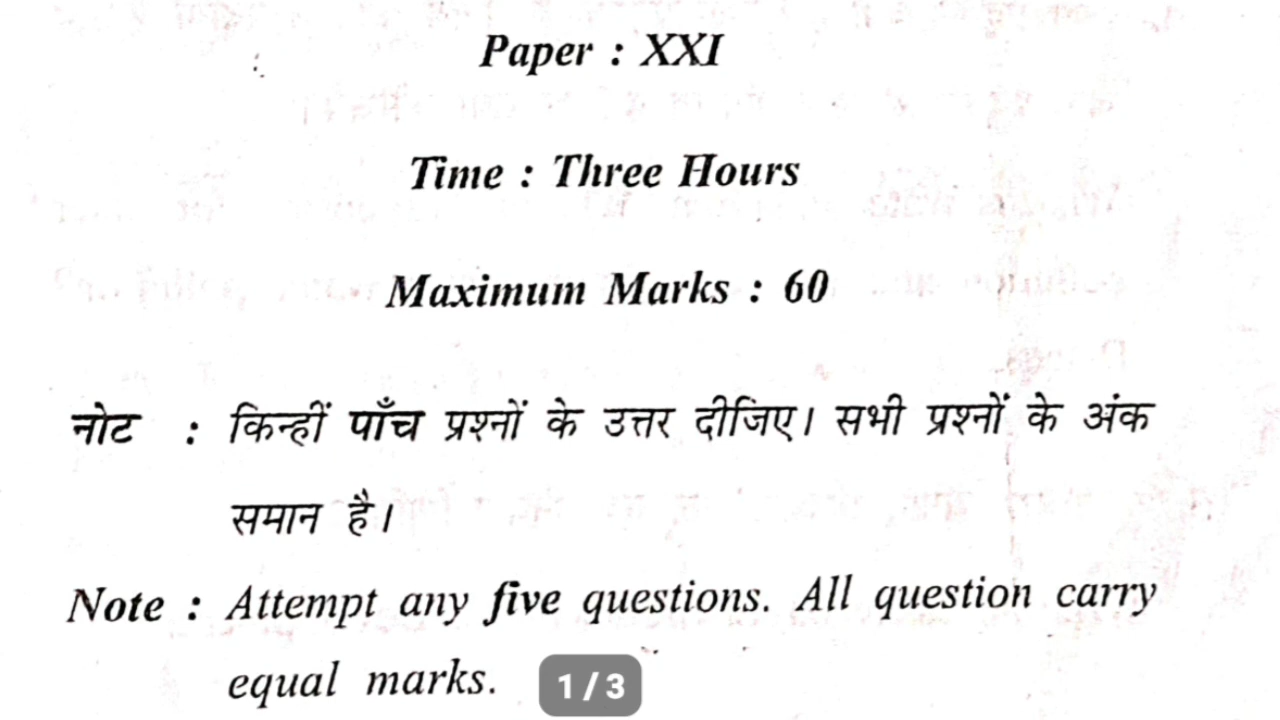 Paper : XXI
Time : Three Hours
Maximum Marks : 60
नोट : किन्हीं पाँच प्रश्नों के उत्तर दीजिए। सभी प्रश्नों के अंक
समान है।
Note : Attempt any five questions. All question carry
equal marks.
1/3